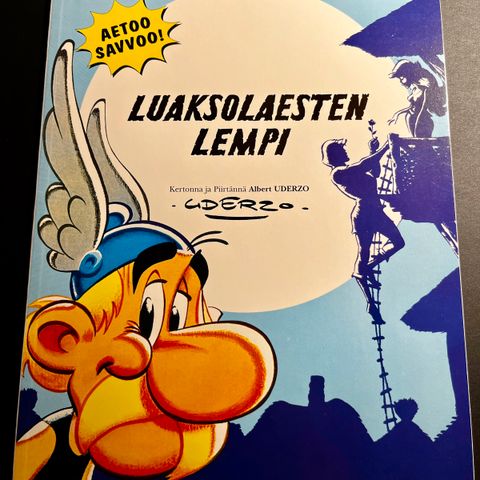 AETOO
SAVVOO!
LUAKSOLAESTEN
LEMPI
Kertonna ja Piirtännä Albert UDERZO
UDERZO